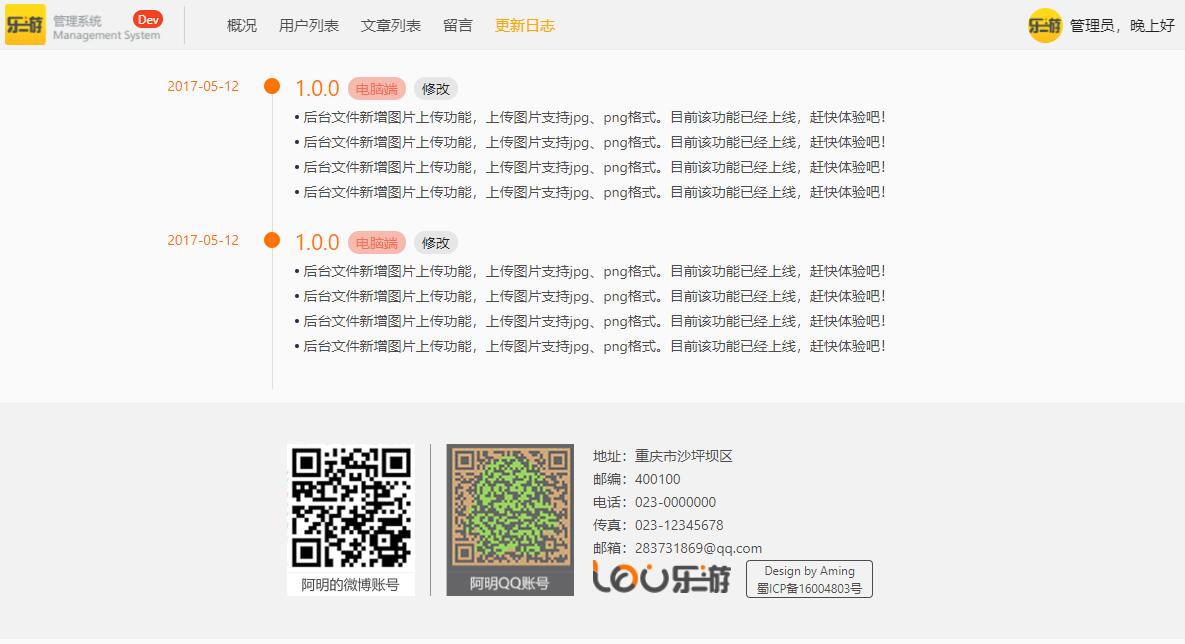 乐游 管理系统 Dev
Management System
概况 用户列表 文章列表 留言 更新日志
乐游 管理员，晚上好
2017-05-12 1.0.0 电脑端 修改
• 后台文件新增图片上传功能，上传图片支持jpg、png格式。目前该功能已经上线，赶快体验吧！
• 后台文件新增图片上传功能，上传图片支持jpg、png格式。目前该功能已经上线，赶快体验吧！
• 后台文件新增图片上传功能，上传图片支持jpg、png格式。目前该功能已经上线，赶快体验吧！
• 后台文件新增图片上传功能，上传图片支持jpg、png格式。目前该功能已经上线，赶快体验吧！
2017-05-12 1.0.0 电脑端 修改
• 后台文件新增图片上传功能，上传图片支持jpg、png格式。目前该功能已经上线，赶快体验吧！
• 后台文件新增图片上传功能，上传图片支持jpg、png格式。目前该功能已经上线，赶快体验吧！
• 后台文件新增图片上传功能，上传图片支持jpg、png格式。目前该功能已经上线，赶快体验吧！
• 后台文件新增图片上传功能，上传图片支持jpg、png格式。目前该功能已经上线，赶快体验吧！
阿明的微博账号
阿明QQ账号
地址：重庆市沙坪坝区
邮编：400100
电话：023-0000000
传真：023-12345678
邮箱：283731869@qq.com
LeU乐游
Design by Aming
蜀ICP备16004803号